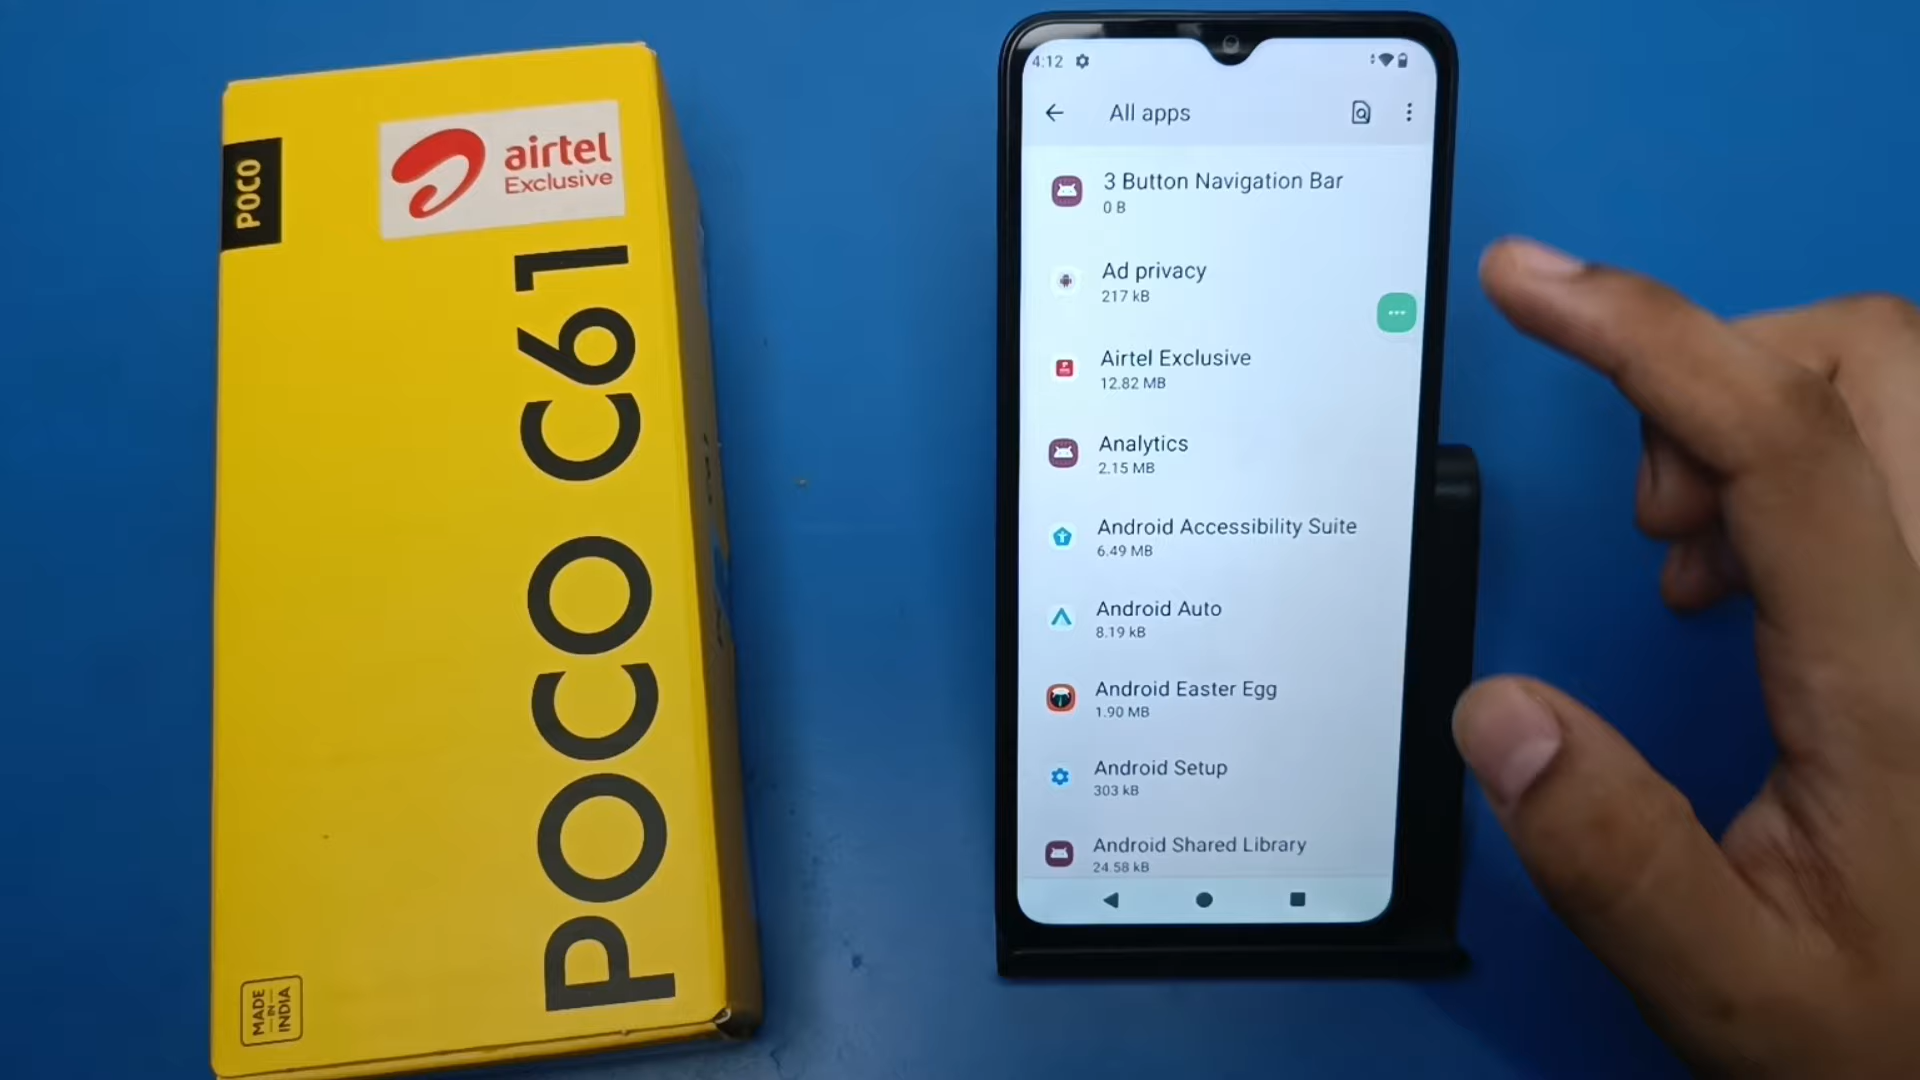 POCO
airtel
Exclusive
POCO C61
MADE
IN
INDIA
4:12
All apps
3 Button Navigation Bar
0 B
Ad privacy
217 kB
Airtel Exclusive
12.82 MB
Analytics
2.15 MB
Android Accessibility Suite
6.49 MB
Android Auto
8.19 kB
Android Easter Egg
1.90 MB
Android Setup
303 kB
Android Shared Library
24.58 kB